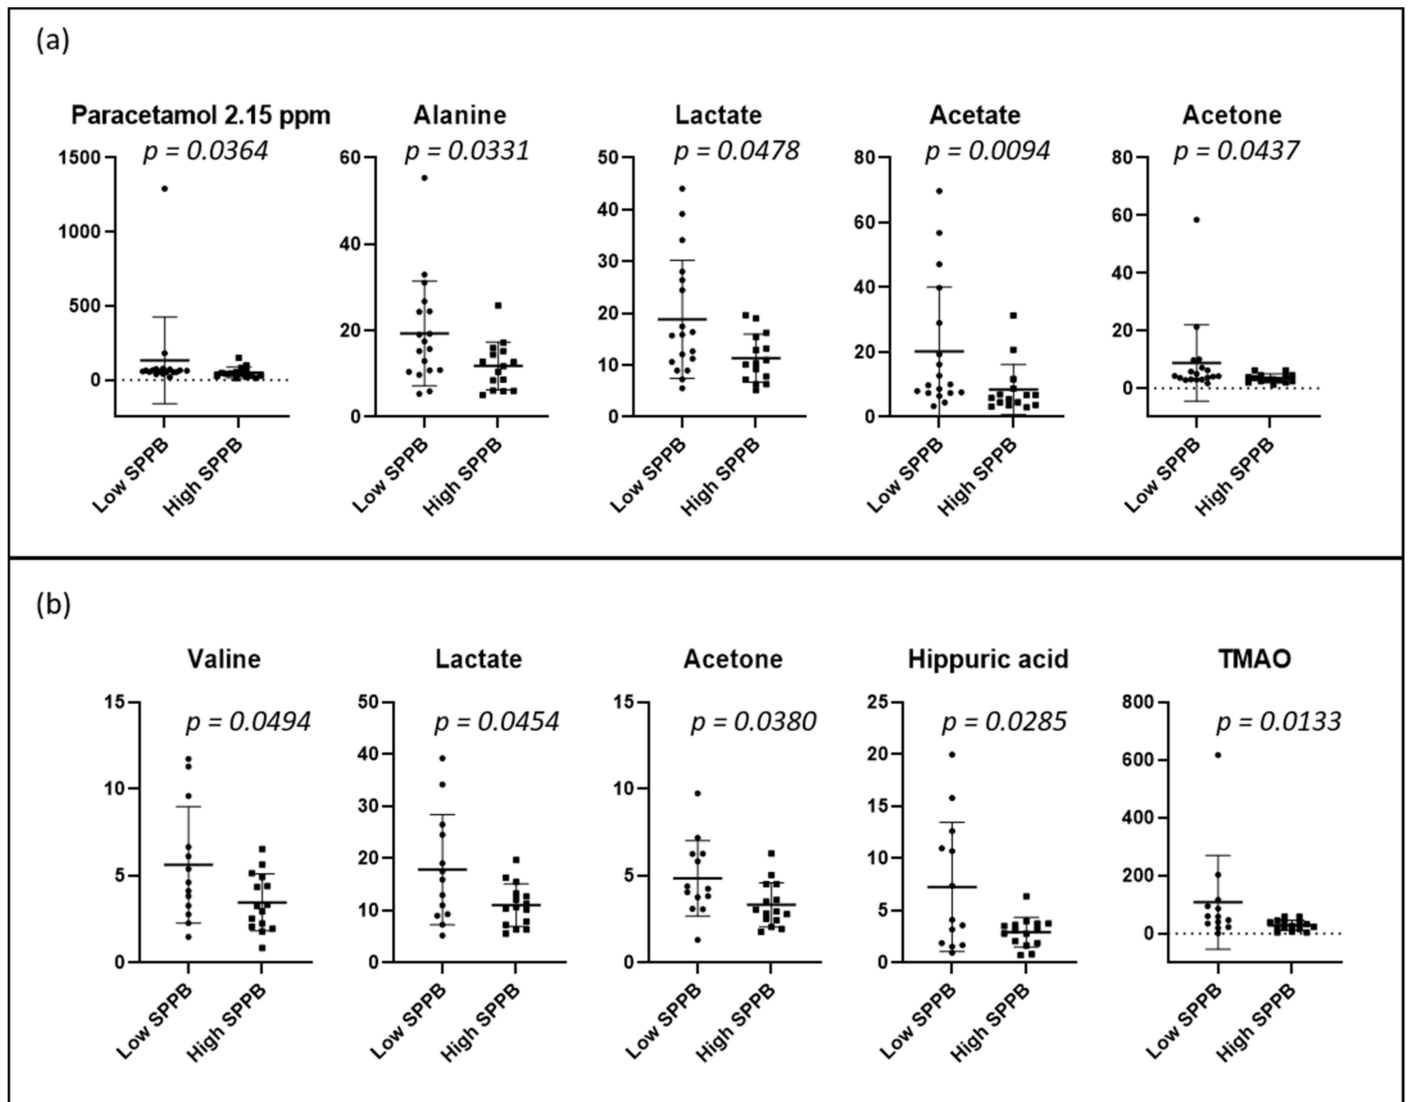 (a)
Paracetamol 2.15 ppm Alanine Lactate Acetate Acetone
p = 0.0364 p = 0.0331 p = 0.0478 p = 0.0094 p = 0.0437
1500 60 50 80 80
40
1000 60 60
40 30
500 40 40
20 20
20 20
0 10
0
0 0 0
Low SPPB High SPPB Low SPPB High SPPB Low SPPB High SPPB Low SPPB High SPPB Low SPPB High SPPB
(b)
Valine Lactate Acetone Hippuric acid TMAO
15 50 15 25 800
p = 0.0494 p = 0.0454 p = 0.0380 p = 0.0285 p = 0.0133
40 20 600
10 30 10 15 400
20 10 200
5 10 5 5 0
0 0 0 0
Low SPPB High SPPB Low SPPB High SPPB Low SPPB High SPPB Low SPPB High SPPB Low SPPB High SPPB